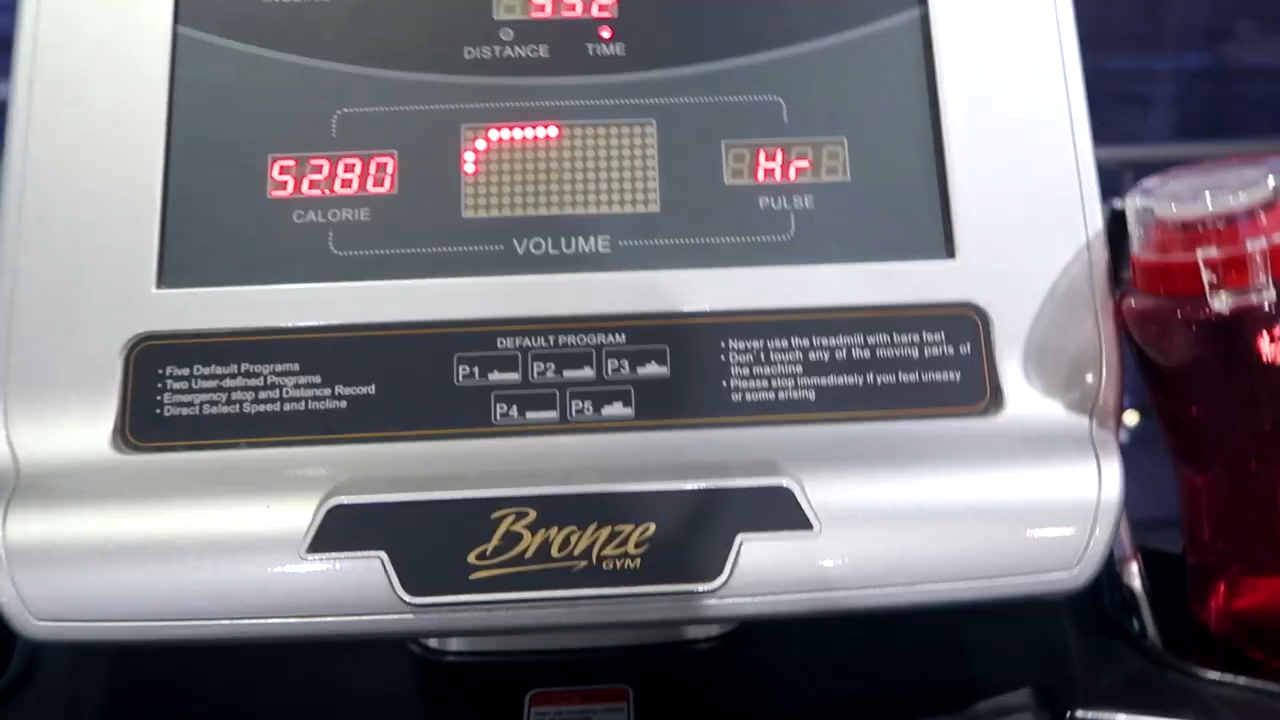 DISTANCE TIME
52.80
Hr
CALORIE
PULSE
VOLUME
DEFAULT PROGRAM
• Five Default Programs
• Two User-defined Programs
• Emergency stop and Distance Record
• Direct Select Speed and Incline
P1 P2 P3
P4 P5
• Never use the treadmill with bare feet
• Don't touch any of the moving parts of
the machine
• Please stop immediately if you feel uneasy
or some arising
Bronze
GYM